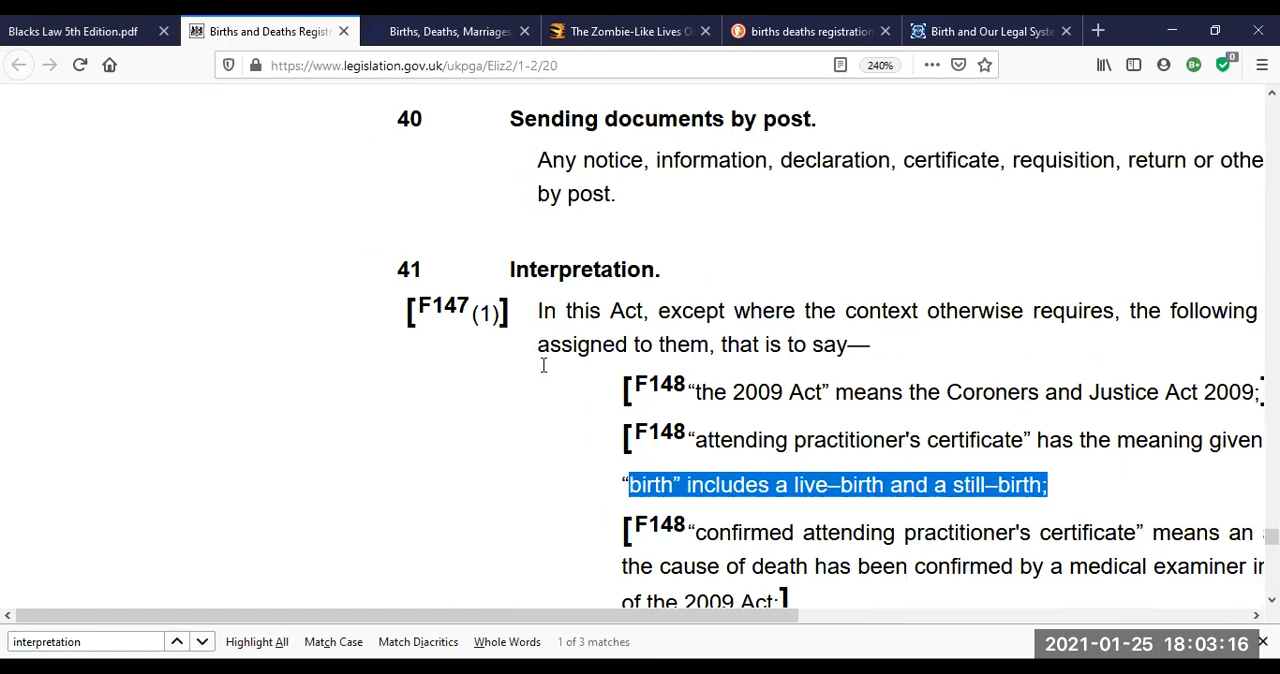 Blacks Law 5th Edition.pdf
Births and Deaths Registr
Births, Deaths, Marriages
The Zombie-Like Lives O
births deaths registration
Birth and Our Legal Syste
https://www.legislation.gov.uk/ukpga/Eliz2/1-2/20
240%
40 Sending documents by post.
Any notice, information, declaration, certificate, requisition, return or othe
by post.
41 Interpretation.
[F147(1)] In this Act, except where the context otherwise requires, the following
assigned to them, that is to say—
[F148“the 2009 Act” means the Coroners and Justice Act 2009;]
[F148“attending practitioner's certificate” has the meaning given
“birth” includes a live–birth and a still–birth;
[F148“confirmed attending practitioner's certificate” means an
the cause of death has been confirmed by a medical examiner in
of the 2009 Act;]
interpretation Highlight All Match Case Match Diacritics Whole Words 1 of 3 matches
2021-01-25 18:03:16